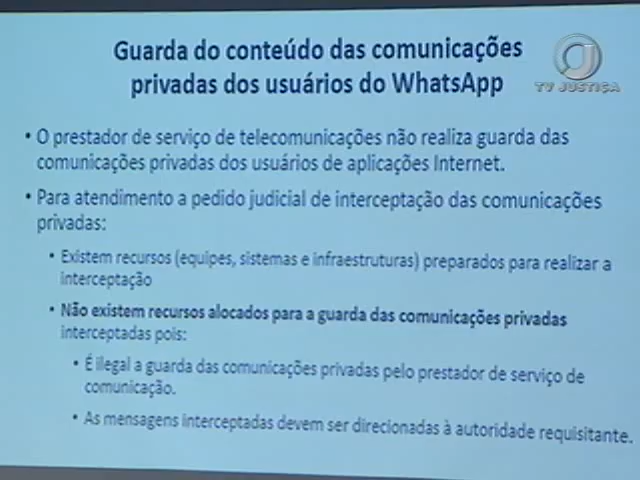 Guarda do conteúdo das comunicações
privadas dos usuários do WhatsApp
TV JUSTIÇA
• O prestador de serviço de telecomunicações não realiza guarda das
comunicações privadas dos usuários de aplicações Internet.
• Para atendimento a pedido judicial de interceptação das comunicações
privadas:
• Existem recursos (equipes, sistemas e infraestruturas) preparados para realizar a
interceptação
• Não existem recursos alocados para a guarda das comunicações privadas
interceptadas pois:
• É ilegal a guarda das comunicações privadas pelo prestador de serviço de
comunicação.
• As mensagens interceptadas devem ser direcionadas à autoridade requisitante.